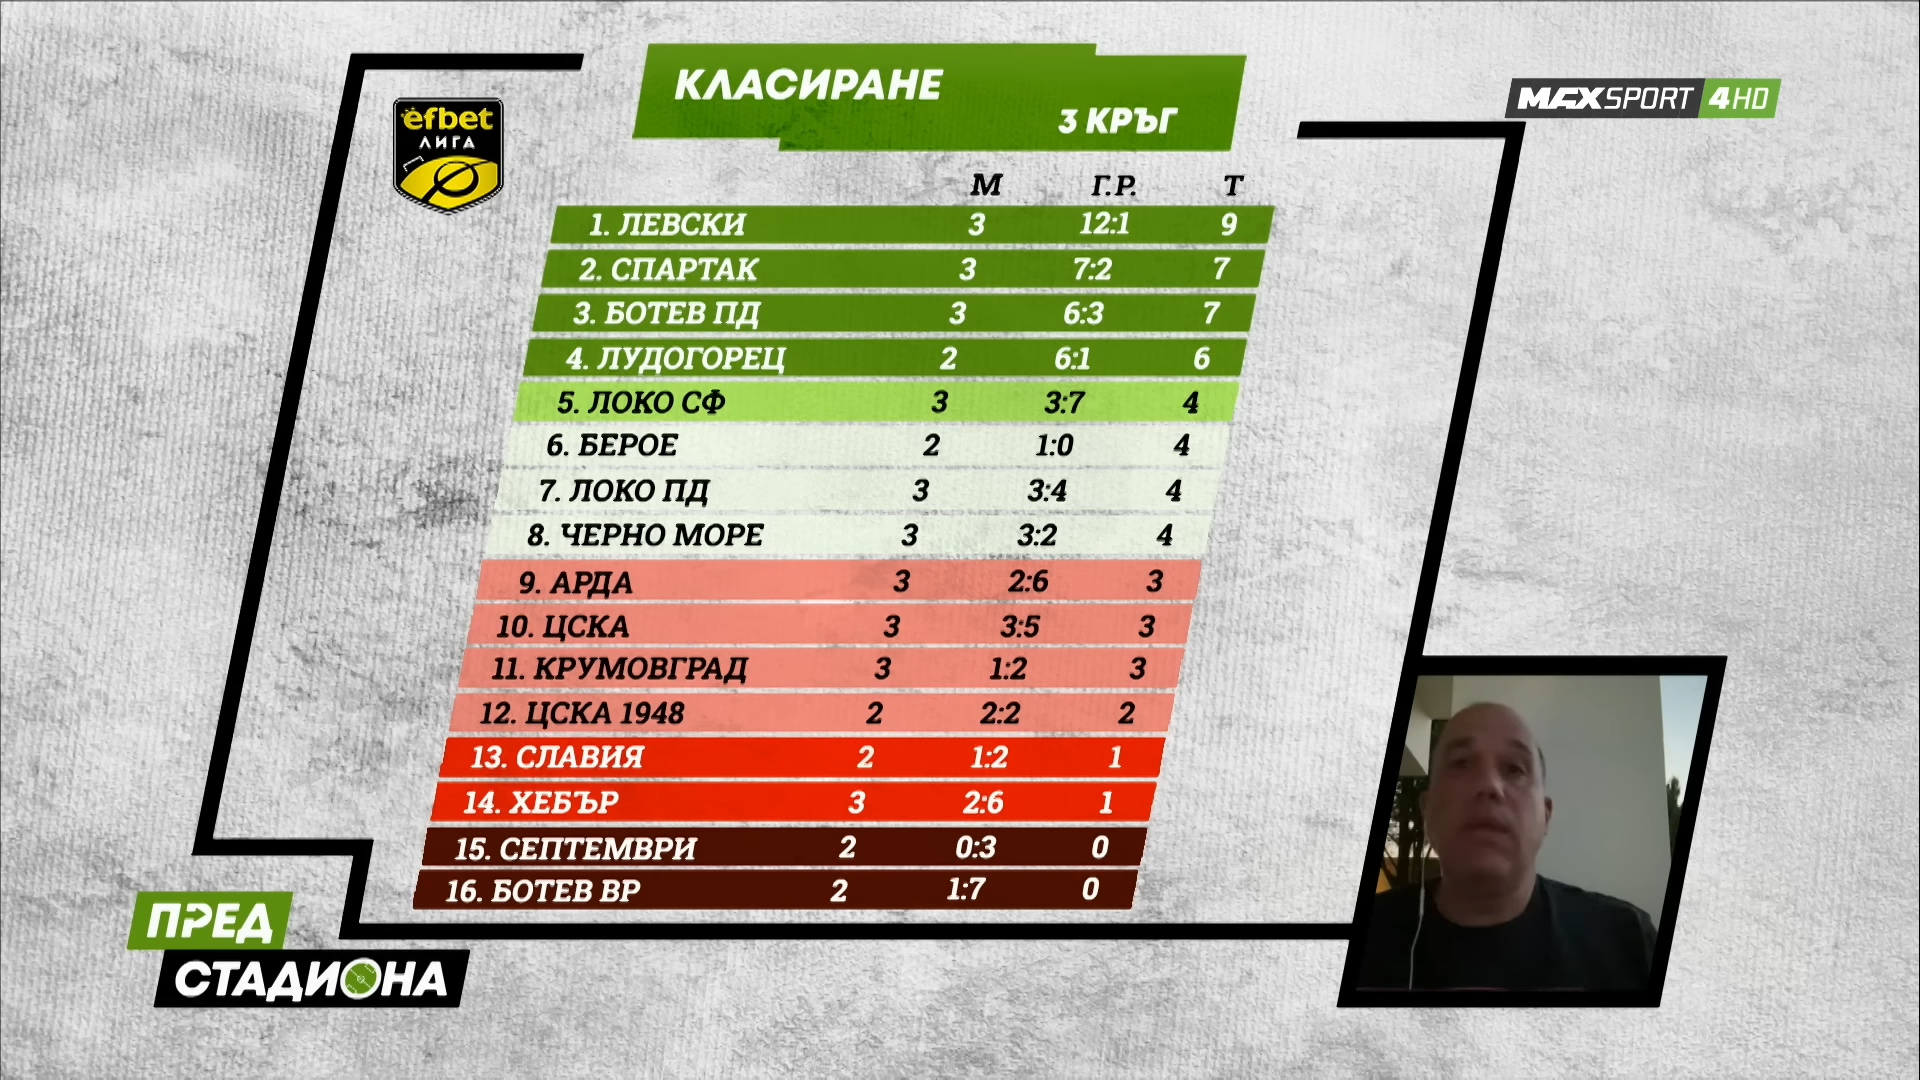 КЛАСИРАНЕ
3 КРЪГ
efbet
ЛИГА
MAXSPORT 4HD
М Г.Р. Т
1. ЛЕВСКИ 3 12:1 9
2. СПАРТАК 3 7:2 7
3. БОТЕВ ПД 3 6:3 7
4. ЛУДОГОРЕЦ 2 6:1 6
5. ЛОКО СФ 3 3:7 4
6. БЕРОЕ 2 1:0 4
7. ЛОКО ПД 3 3:4 4
8. ЧЕРНО МОРЕ 3 3:2 4
9. АРДА 3 2:6 3
10. ЦСКА 3 3:5 3
11. КРУМОВГРАД 3 1:2 3
12. ЦСКА 1948 2 2:2 2
13. СЛАВИЯ 2 1:2 1
14. ХЕБЪР 3 2:6 1
15. СЕПТЕМВРИ 2 0:3 0
16. БОТЕВ ВР 2 1:7 0
ПРЕД
СТАДИОНА